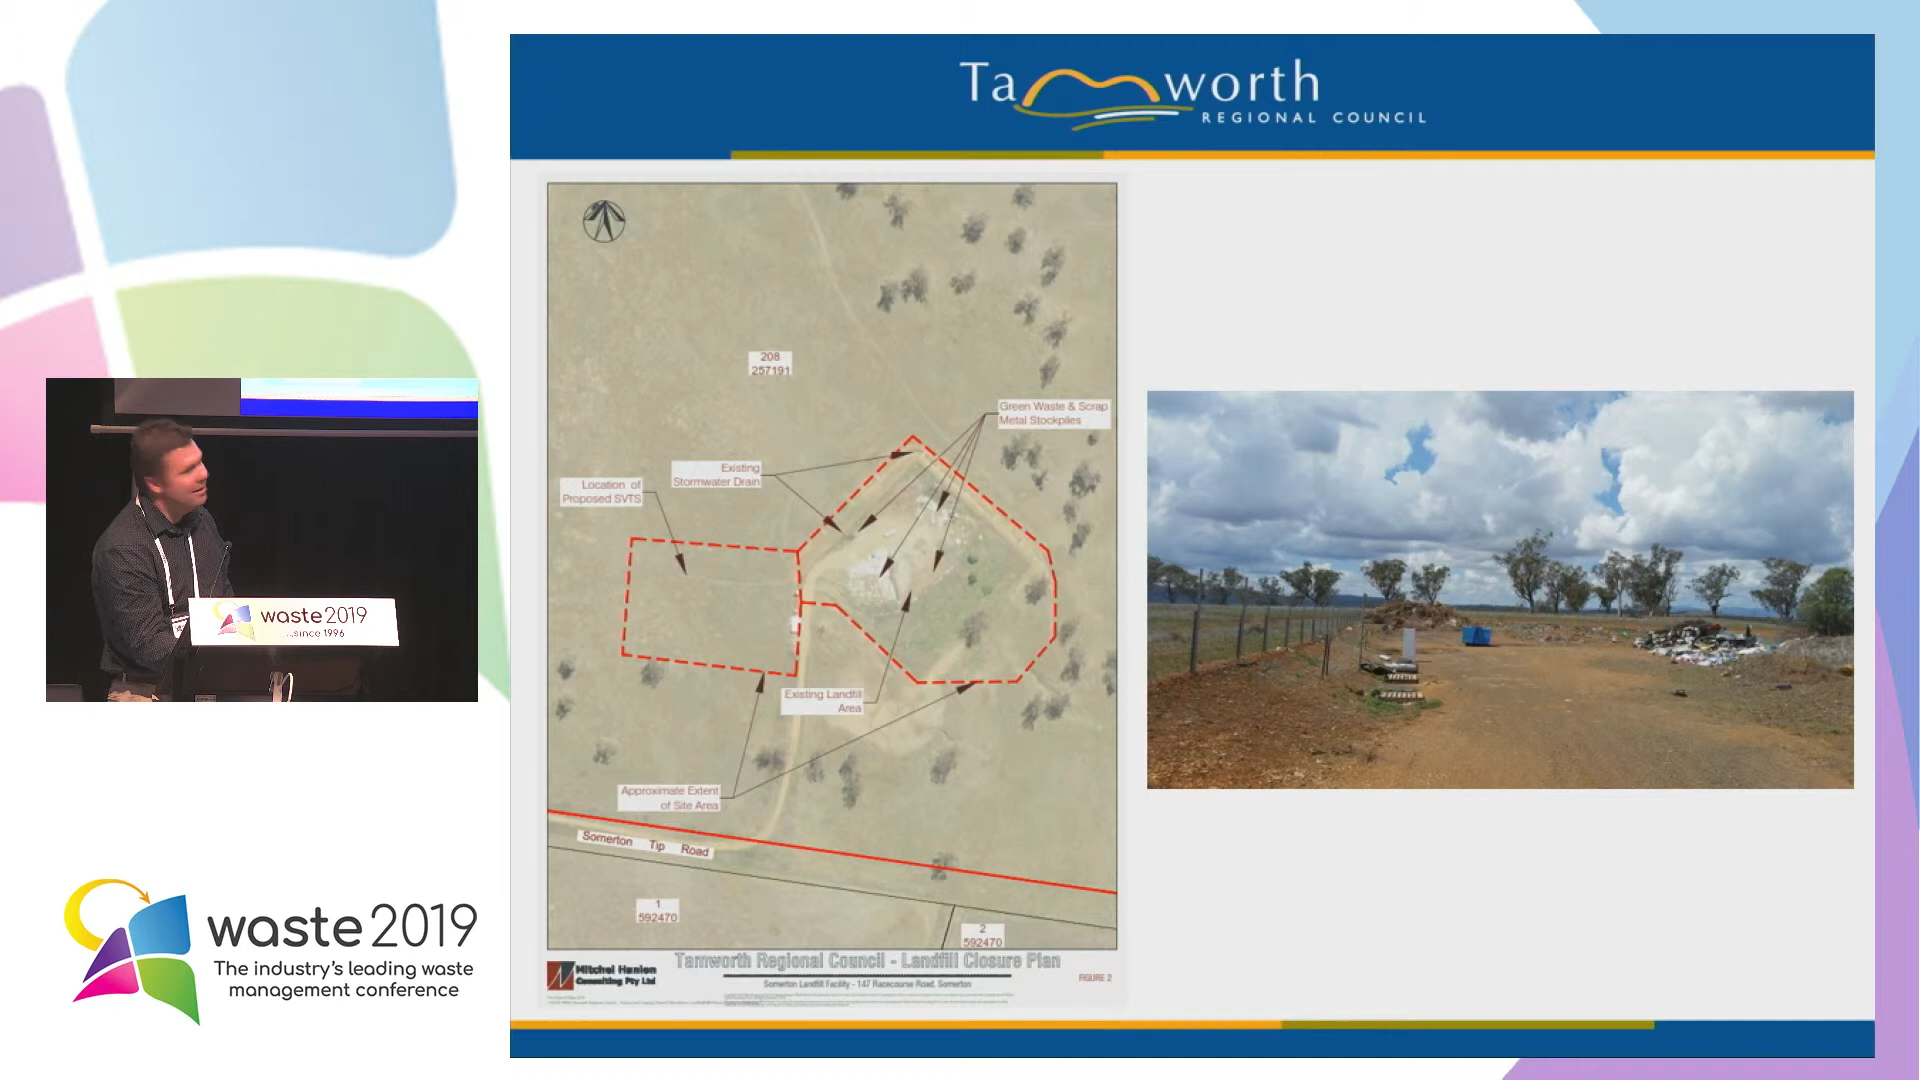 Tamworth
REGIONAL COUNCIL
208
257191
Green Waste & Scrap
Metal Stockpiles
Existing
Stormwater Drain
Location of
Proposed SVTS
Existing Landfill
Area
Approximate Extent
of Site Area
Somerton Tip Road
1
592470
2
592470
Mitchel Hanlon
Consulting Pty Ltd
Tamworth Regional Council - Landfill Closure Plan
Somerton Landfill Facility - 147 Racecourse Road, Somerton
FIGURE 2
waste2019
...since 1996
waste2019
The industry's leading waste
management conference